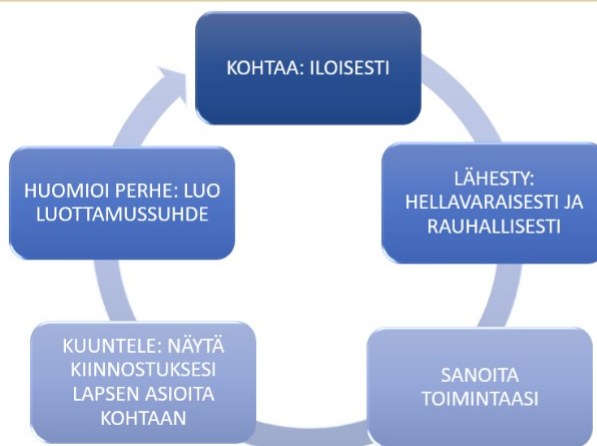 KOHTAA: ILOISESTI
LÄHESTY:
HELLAVARAISESTI JA
RAUHALLISESTI
SANOITA
TOIMINTAASI
KUUNTELE: NÄYTÄ
KIINNOSTUKSESI
LAPSEN ASIOITA
KOHTAAN
HUOMIOI PERHE: LUO
LUOTTAMUSSUHDE